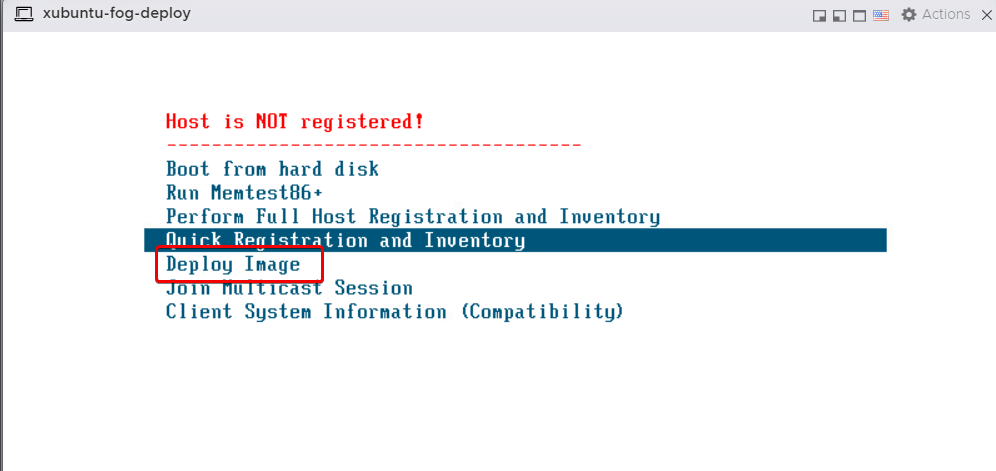 xubuntu-fog-deploy
Actions
Host is NOT registered!
-------------------------------------
Boot from hard disk
Run Memtest86+
Perform Full Host Registration and Inventory
Quick Registration and Inventory
Deploy Image
Join Multicast Session
Client System Information (Compatibility)